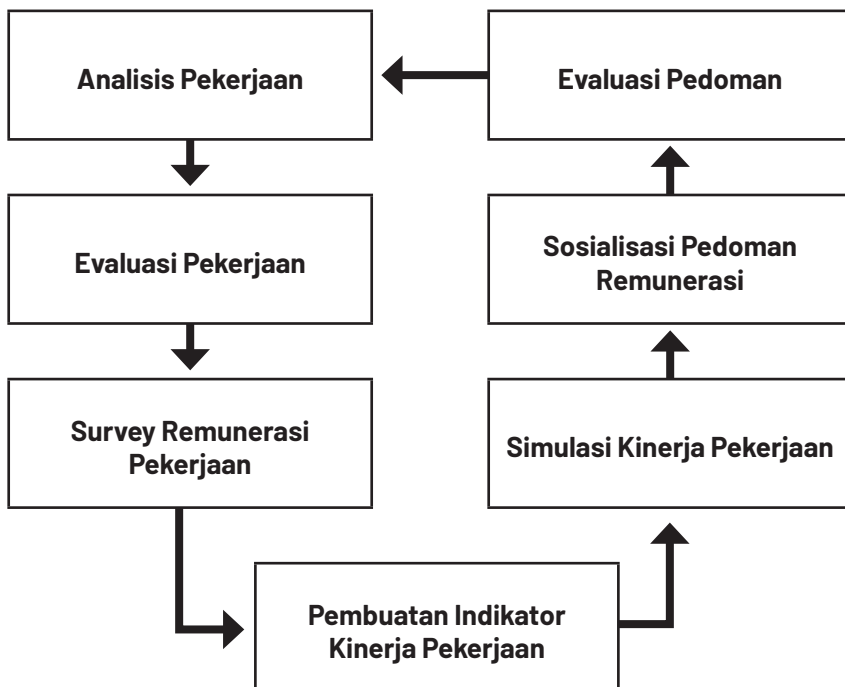 Analisis Pekerjaan
Evaluasi Pedoman
Evaluasi Pekerjaan
Sosialisasi Pedoman
Remunerasi
Survey Remunerasi
Pekerjaan
Simulasi Kinerja Pekerjaan
Pembuatan Indikator
Kinerja Pekerjaan